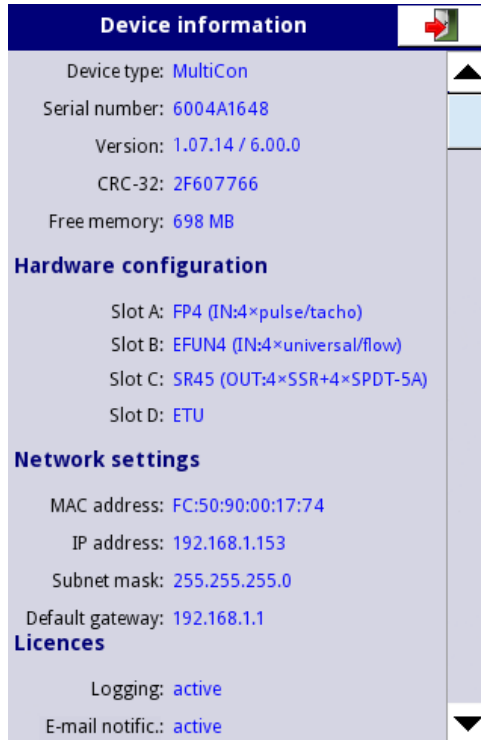 Device information
Device type: MultiCon
Serial number: 6004A1648
Version: 1.07.14 / 6.00.0
CRC-32: 2F607766
Free memory: 698 MB
Hardware configuration
Slot A: FP4 (IN:4×pulse/tacho)
Slot B: EFUN4 (IN:4×universal/flow)
Slot C: SR45 (OUT:4×SSR+4×SPDT-5A)
Slot D: ETU
Network settings
MAC address: FC:50:90:00:17:74
IP address: 192.168.1.153
Subnet mask: 255.255.255.0
Default gateway: 192.168.1.1
Licences
Logging: active
E-mail notific.: active